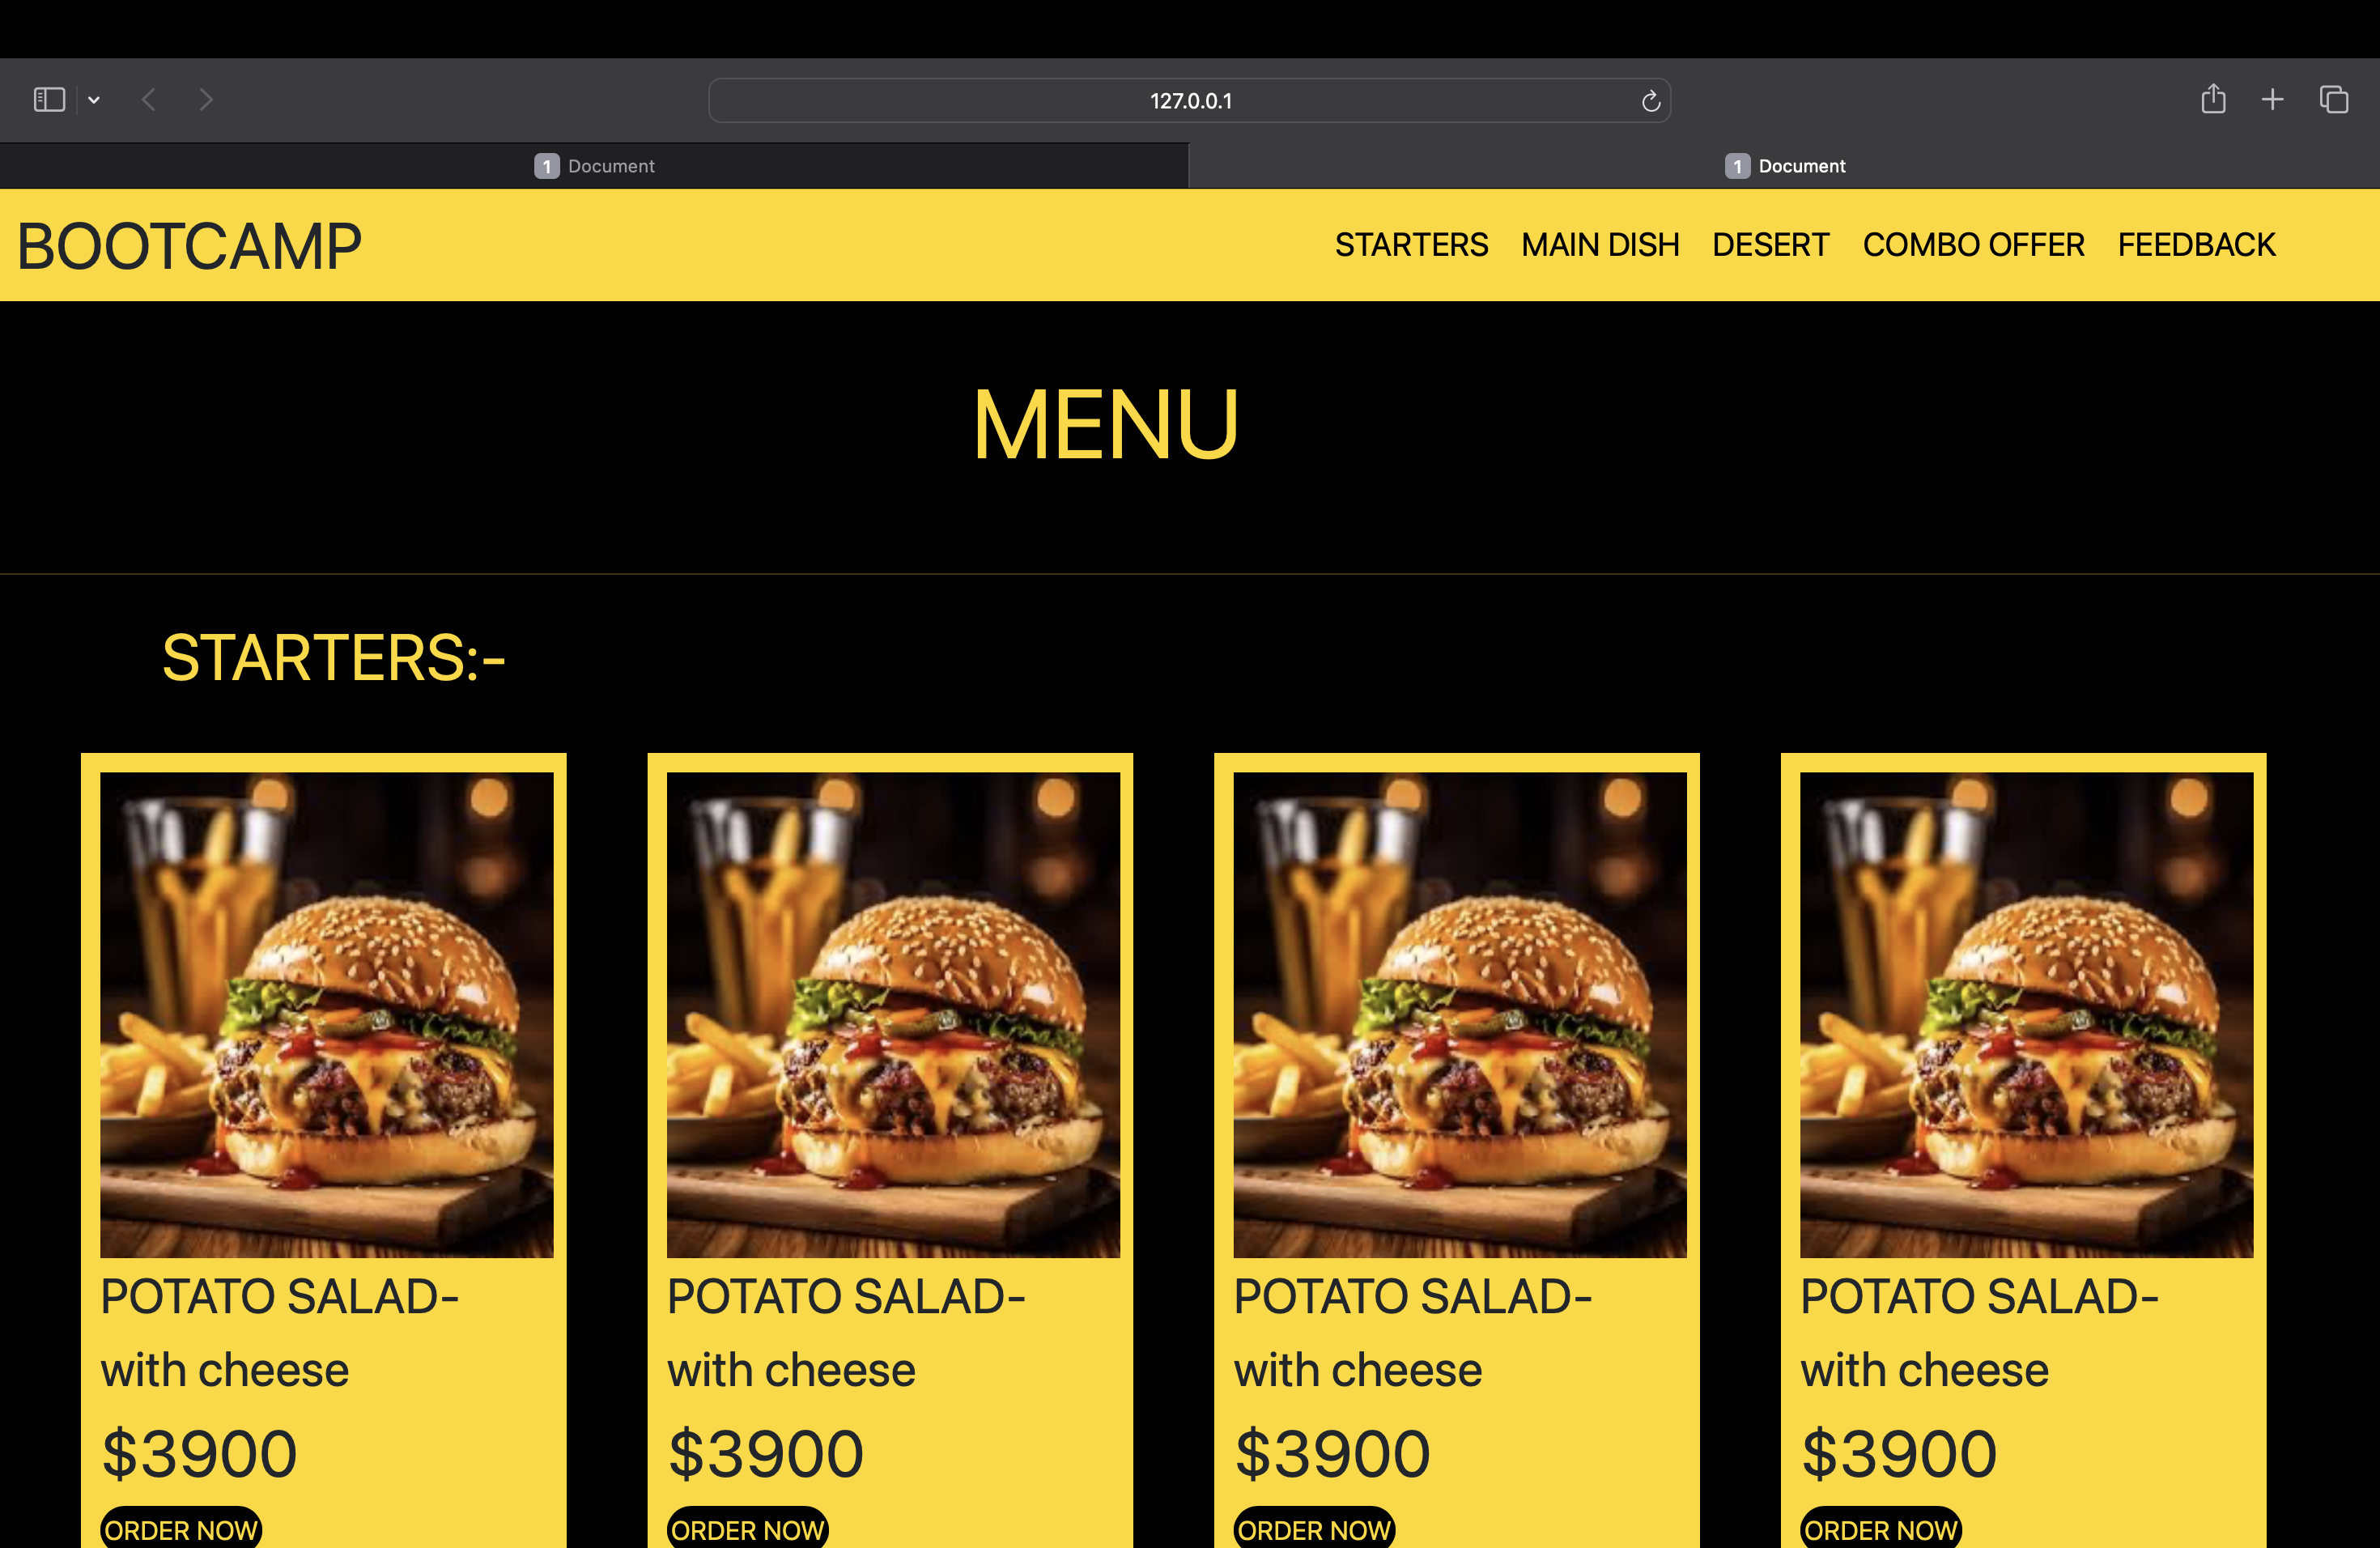 127.0.0.1
1 Document
1 Document
BOOTCAMP
STARTERS MAIN DISH DESERT COMBO OFFER FEEDBACK
MENU
STARTERS:-
POTATO SALAD-
with cheese
$3900
ORDER NOW
POTATO SALAD-
with cheese
$3900
ORDER NOW
POTATO SALAD-
with cheese
$3900
ORDER NOW
POTATO SALAD-
with cheese
$3900
ORDER NOW